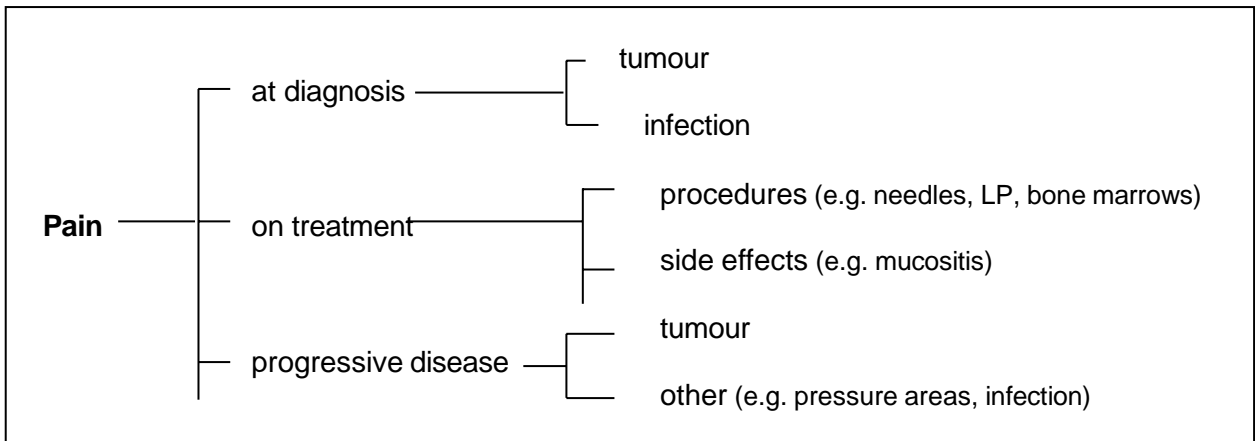 tumour
at diagnosis
infection
procedures (e.g. needles, LP, bone marrows)
Pain
on treatment
side effects (e.g. mucositis)
tumour
progressive disease
other (e.g. pressure areas, infection)